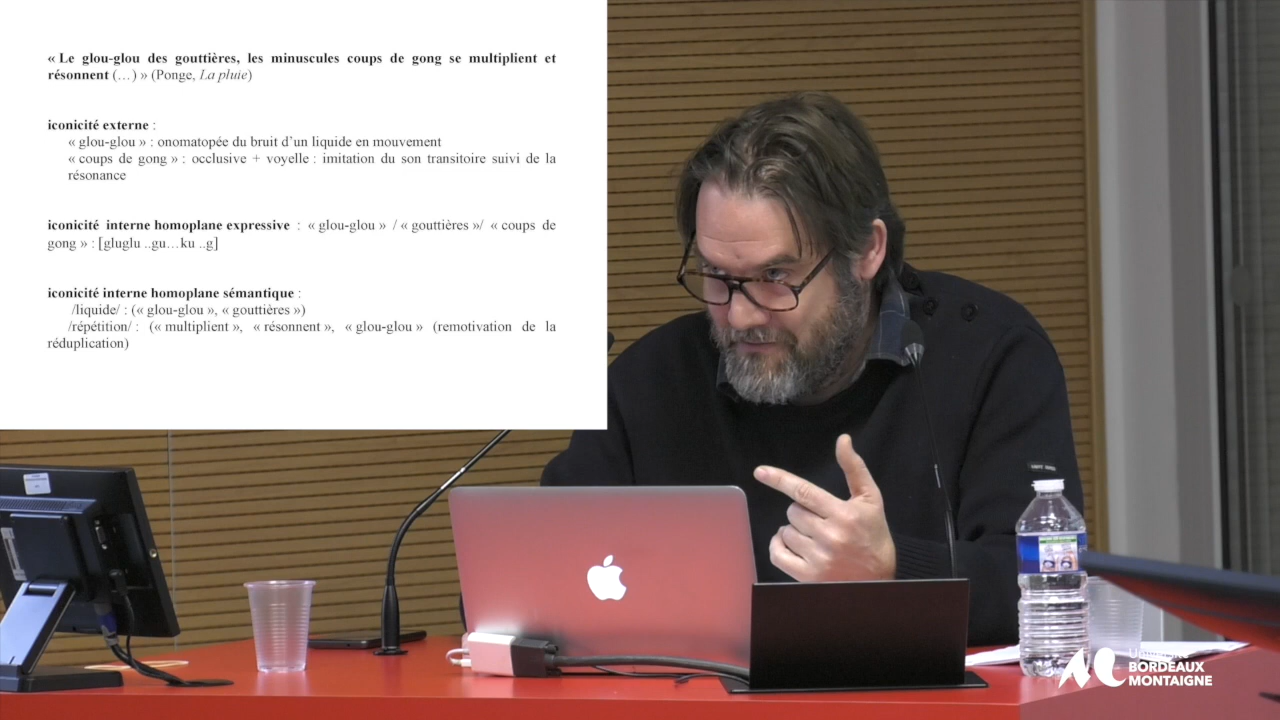 « Le glou-glou des gouttières, les minuscules coups de gong se multiplient et
résonnent (…) » (Ponge, La pluie)
iconicité externe :
« glou-glou » : onomatopée du bruit d’un liquide en mouvement
« coups de gong » : occlusive + voyelle : imitation du son transitoire suivi de la
résonance
iconicité interne homoplane expressive : « glou-glou » / « gouttières »/ « coups de
gong » : [gluglu ..gu…ku ..g]
iconicité interne homoplane sémantique :
/liquide/ : (« glou-glou », « gouttières »)
/répétition/ : (« multiplient », « résonnent », « glou-glou » (remotivation de la
réduplication)
Université
BORDEAUX
MONTAIGNE